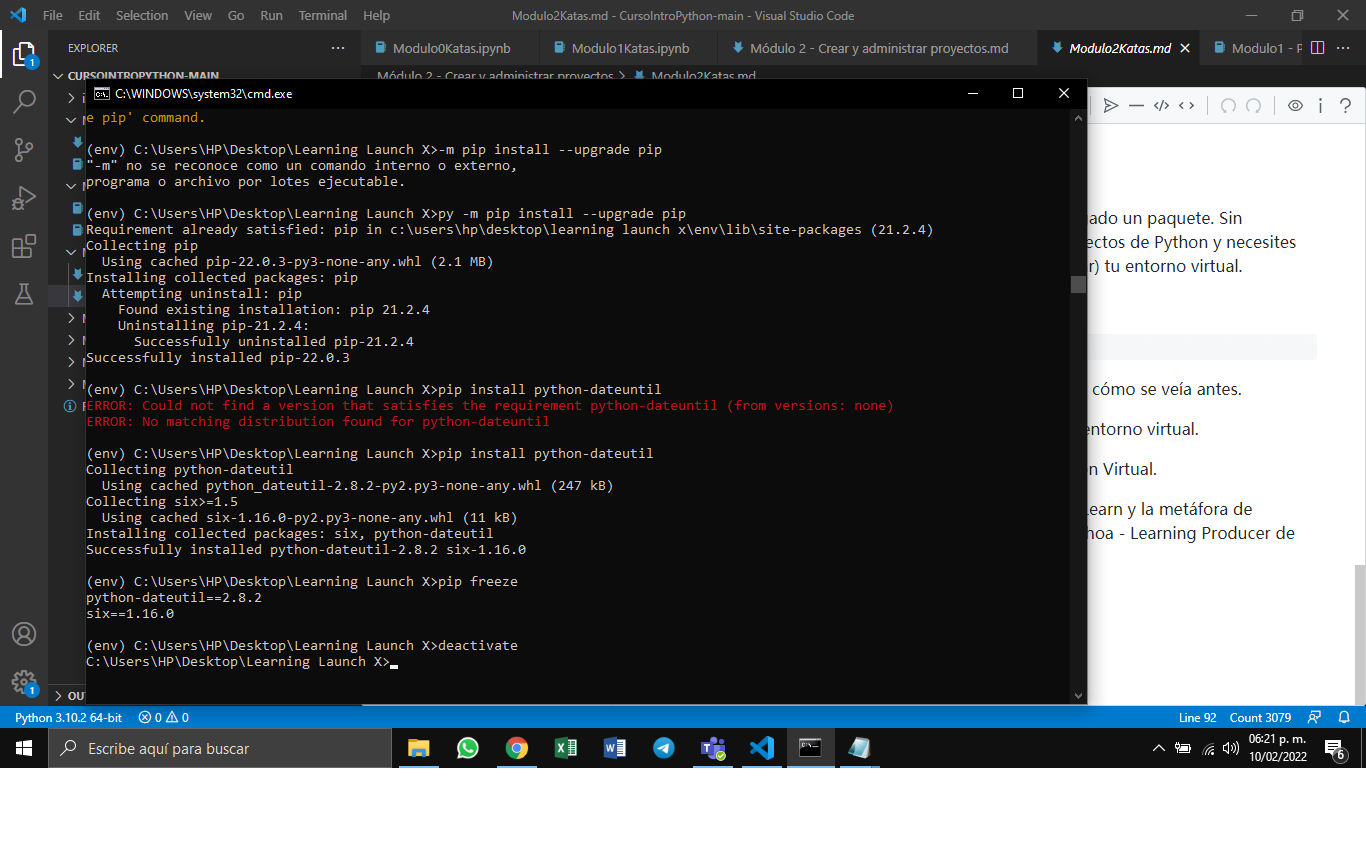 File Edit Selection View Go Run Terminal Help
Modulo2Katas.md - CursoIntroPython-main - Visual Studio Code
EXPLORER
Modulo0Katas.ipynb
Modulo1Katas.ipynb
Módulo 2 - Crear y administrar proyectos.md
Modulo2Katas.md
Modulo1 - P
CURSOINTROPYTHON-MAIN
Módulo 2 - Crear y administrar proyectos > Modulo2Katas.md
C:\WINDOWS\system32\cmd.exe
e pip' command.
(env) C:\Users\HP\Desktop\Learning Launch X>-m pip install --upgrade pip
"-m" no se reconoce como un comando interno o externo,
programa o archivo por lotes ejecutable.
(env) C:\Users\HP\Desktop\Learning Launch X>py -m pip install --upgrade pip
Requirement already satisfied: pip in c:\users\hp\desktop\learning launch x\env\lib\site-packages (21.2.4)
Collecting pip
Using cached pip-22.0.3-py3-none-any.whl (2.1 MB)
Installing collected packages: pip
Attempting uninstall: pip
Found existing installation: pip 21.2.4
Uninstalling pip-21.2.4:
Successfully uninstalled pip-21.2.4
Successfully installed pip-22.0.3
(env) C:\Users\HP\Desktop\Learning Launch X>pip install python-dateuntil
ERROR: Could not find a version that satisfies the requirement python-dateuntil (from versions: none)
ERROR: No matching distribution found for python-dateuntil
(env) C:\Users\HP\Desktop\Learning Launch X>pip install python-dateutil
Collecting python-dateutil
Using cached python_dateutil-2.8.2-py2.py3-none-any.whl (247 kB)
Collecting six>=1.5
Using cached six-1.16.0-py2.py3-none-any.whl (11 kB)
Installing collected packages: six, python-dateutil
Successfully installed python-dateutil-2.8.2 six-1.16.0
(env) C:\Users\HP\Desktop\Learning Launch X>pip freeze
python-dateutil==2.8.2
six==1.16.0
(env) C:\Users\HP\Desktop\Learning Launch X>deactivate
C:\Users\HP\Desktop\Learning Launch X>
ado un paquete. Sin
ectos de Python y necesites
r) tu entorno virtual.
cómo se veía antes.
entorno virtual.
n Virtual.
Learn y la metáfora de
hoa - Learning Producer de
OU
Python 3.10.2 64-bit 0 0
Line 92 Count 3079
Escribe aquí para buscar
06:21 p. m.
10/02/2022
6